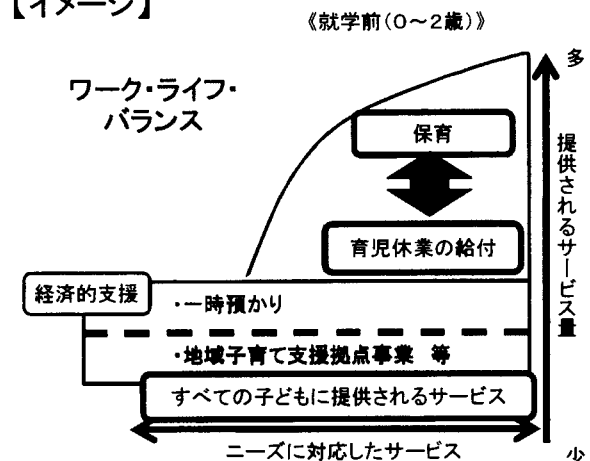 【イメージ】
《就学前(0～2歳)》
多
ワーク・ライフ・
バランス
保育
提供されるサービス量
育児休業の給付
経済的支援
・一時預かり
・地域子育て支援拠点事業 等
すべての子どもに提供されるサービス
ニーズに対応したサービス
少